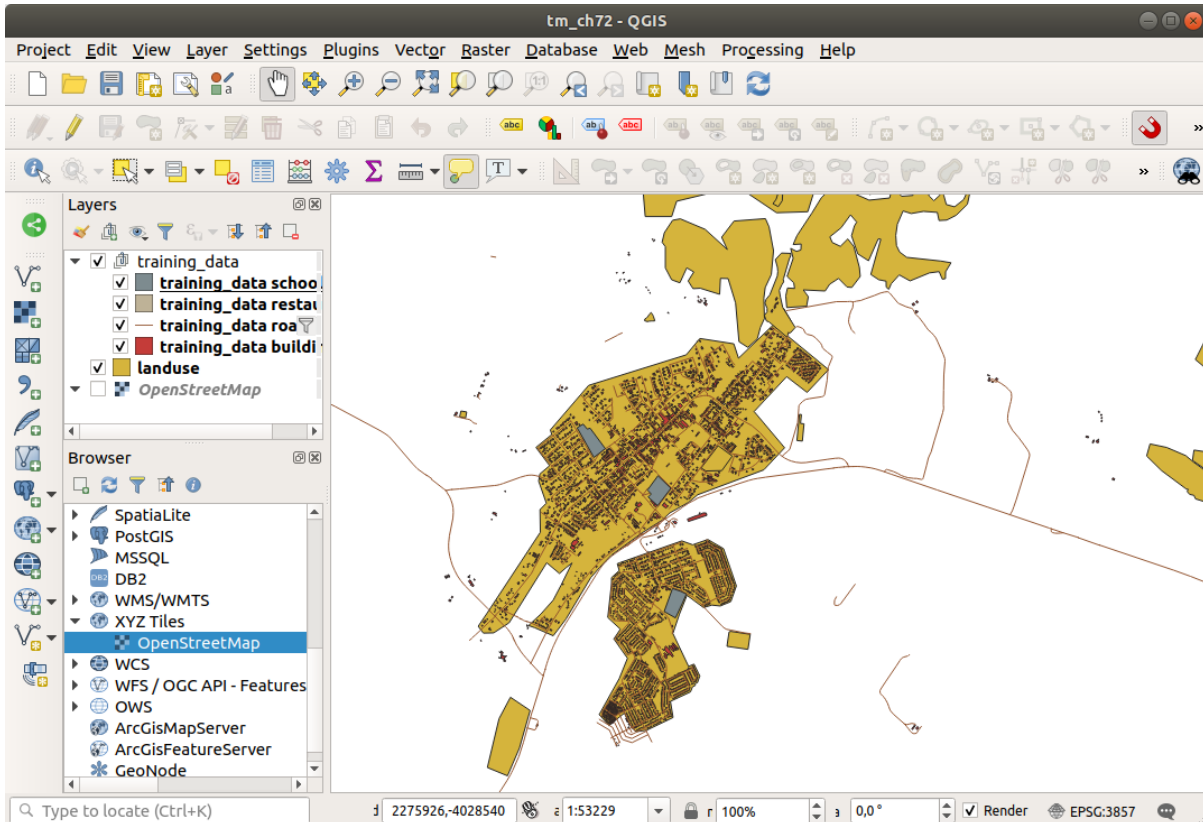 tm_ch72 - QGIS
Project Edit View Layer Settings Plugins Vector Raster Database Web Mesh Processing Help
Layers
training_data
training_data schoo
training_data restau
training_data roa
training_data buildi
landuse
OpenStreetMap
Browser
SpatiaLite
PostGIS
MSSQL
DB2
WMS/WMTS
XYZ Tiles
OpenStreetMap
WCS
WFS / OGC API - Features
OWS
ArcGisMapServer
ArcGisFeatureServer
GeoNode
Type to locate (Ctrl+K) 2275926,-4028540 1:53229 100% 0,0 ° Render EPSG:3857